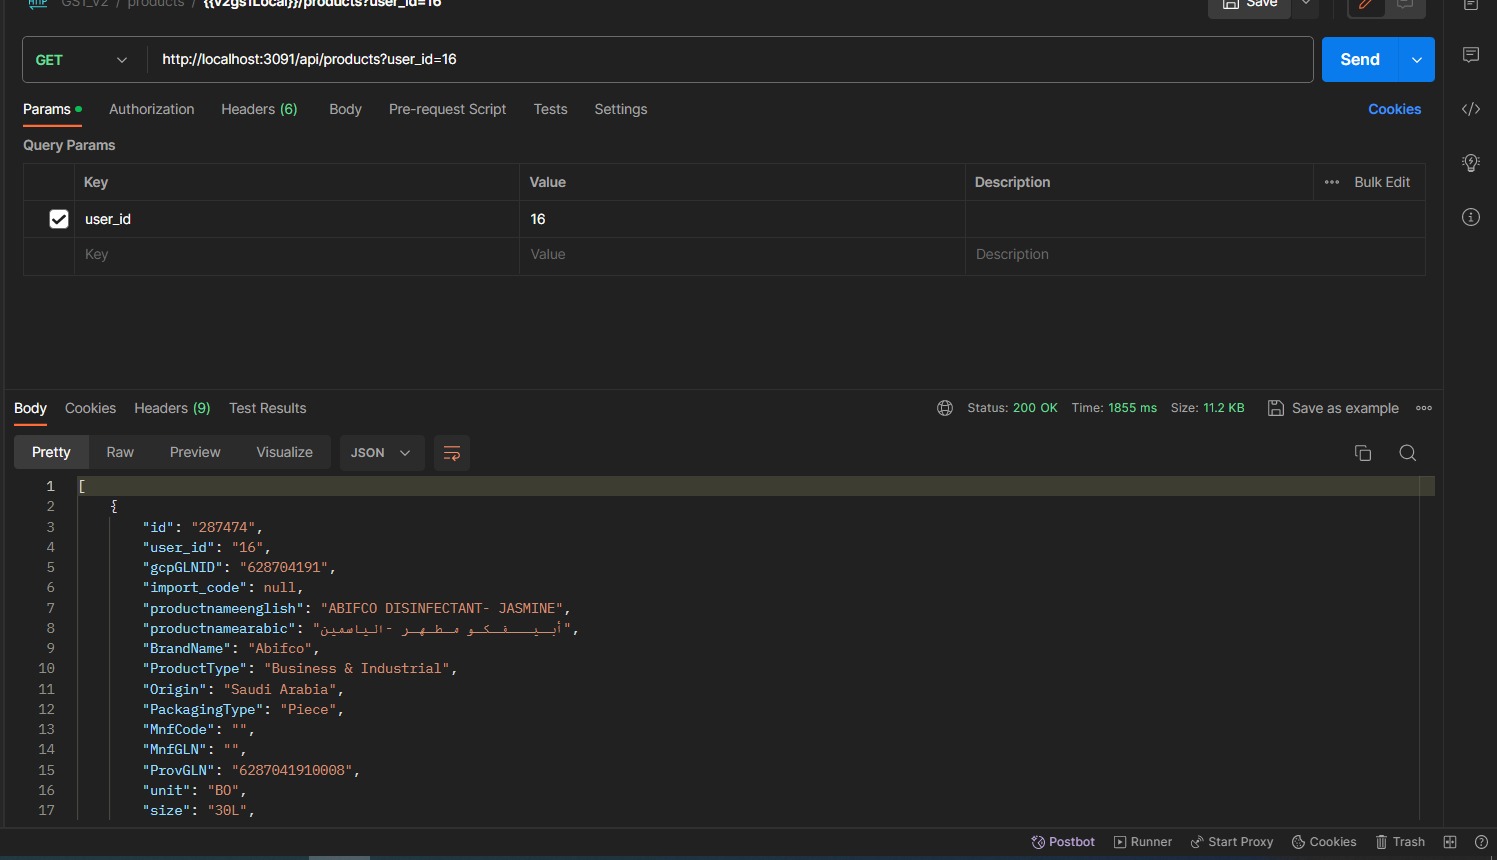 GS1_V2 / products / {{v2gs1Local}}/products?user_id=16
Save
GET http://localhost:3091/api/products?user_id=16 Send
Params Authorization Headers (6) Body Pre-request Script Tests Settings Cookies
Query Params
Key Value Description ••• Bulk Edit
user_id 16
Key Value Description
Body Cookies Headers (9) Test Results Status: 200 OK Time: 1855 ms Size: 11.2 KB Save as example
Pretty Raw Preview Visualize JSON
1 [
2 {
3 "id": "287474",
4 "user_id": "16",
5 "gcpGLNID": "628704191",
6 "import_code": null,
7 "productnameenglish": "ABIFCO DISINFECTANT- JASMINE",
8 "productnamearabic": "أبـيـــفـكـو مـطـهـر -الـياسمين",
9 "BrandName": "Abifco",
10 "ProductType": "Business & Industrial",
11 "Origin": "Saudi Arabia",
12 "PackagingType": "Piece",
13 "MnfCode": "",
14 "MnfGLN": "",
15 "ProvGLN": "6287041910008",
16 "unit": "BO",
17 "size": "30L",
Postbot Runner Start Proxy Cookies Trash